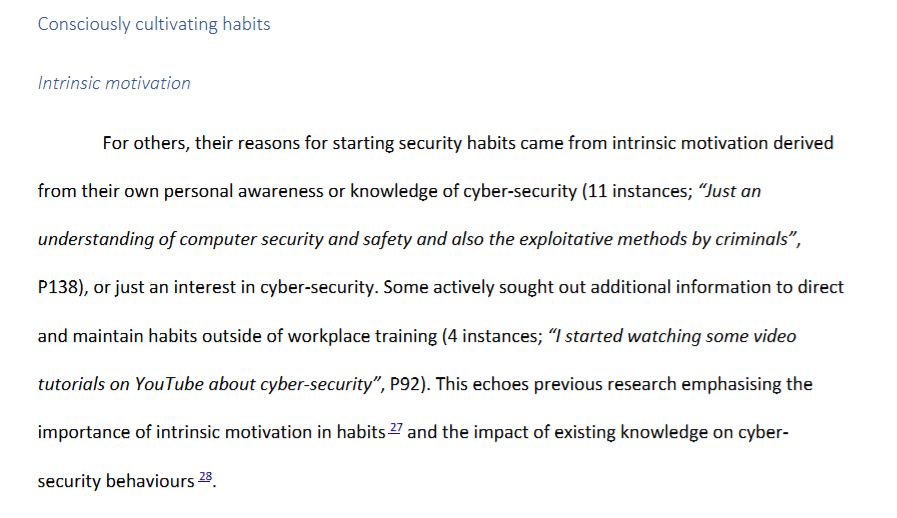 Consciously cultivating habits
Intrinsic motivation
For others, their reasons for starting security habits came from intrinsic motivation derived
from their own personal awareness or knowledge of cyber-security (11 instances; “Just an
understanding of computer security and safety and also the exploitative methods by criminals”,
P138), or just an interest in cyber-security. Some actively sought out additional information to direct
and maintain habits outside of workplace training (4 instances; “I started watching some video
tutorials on YouTube about cyber-security”, P92). This echoes previous research emphasising the
importance of intrinsic motivation in habits 27 and the impact of existing knowledge on cyber-
security behaviours 28.